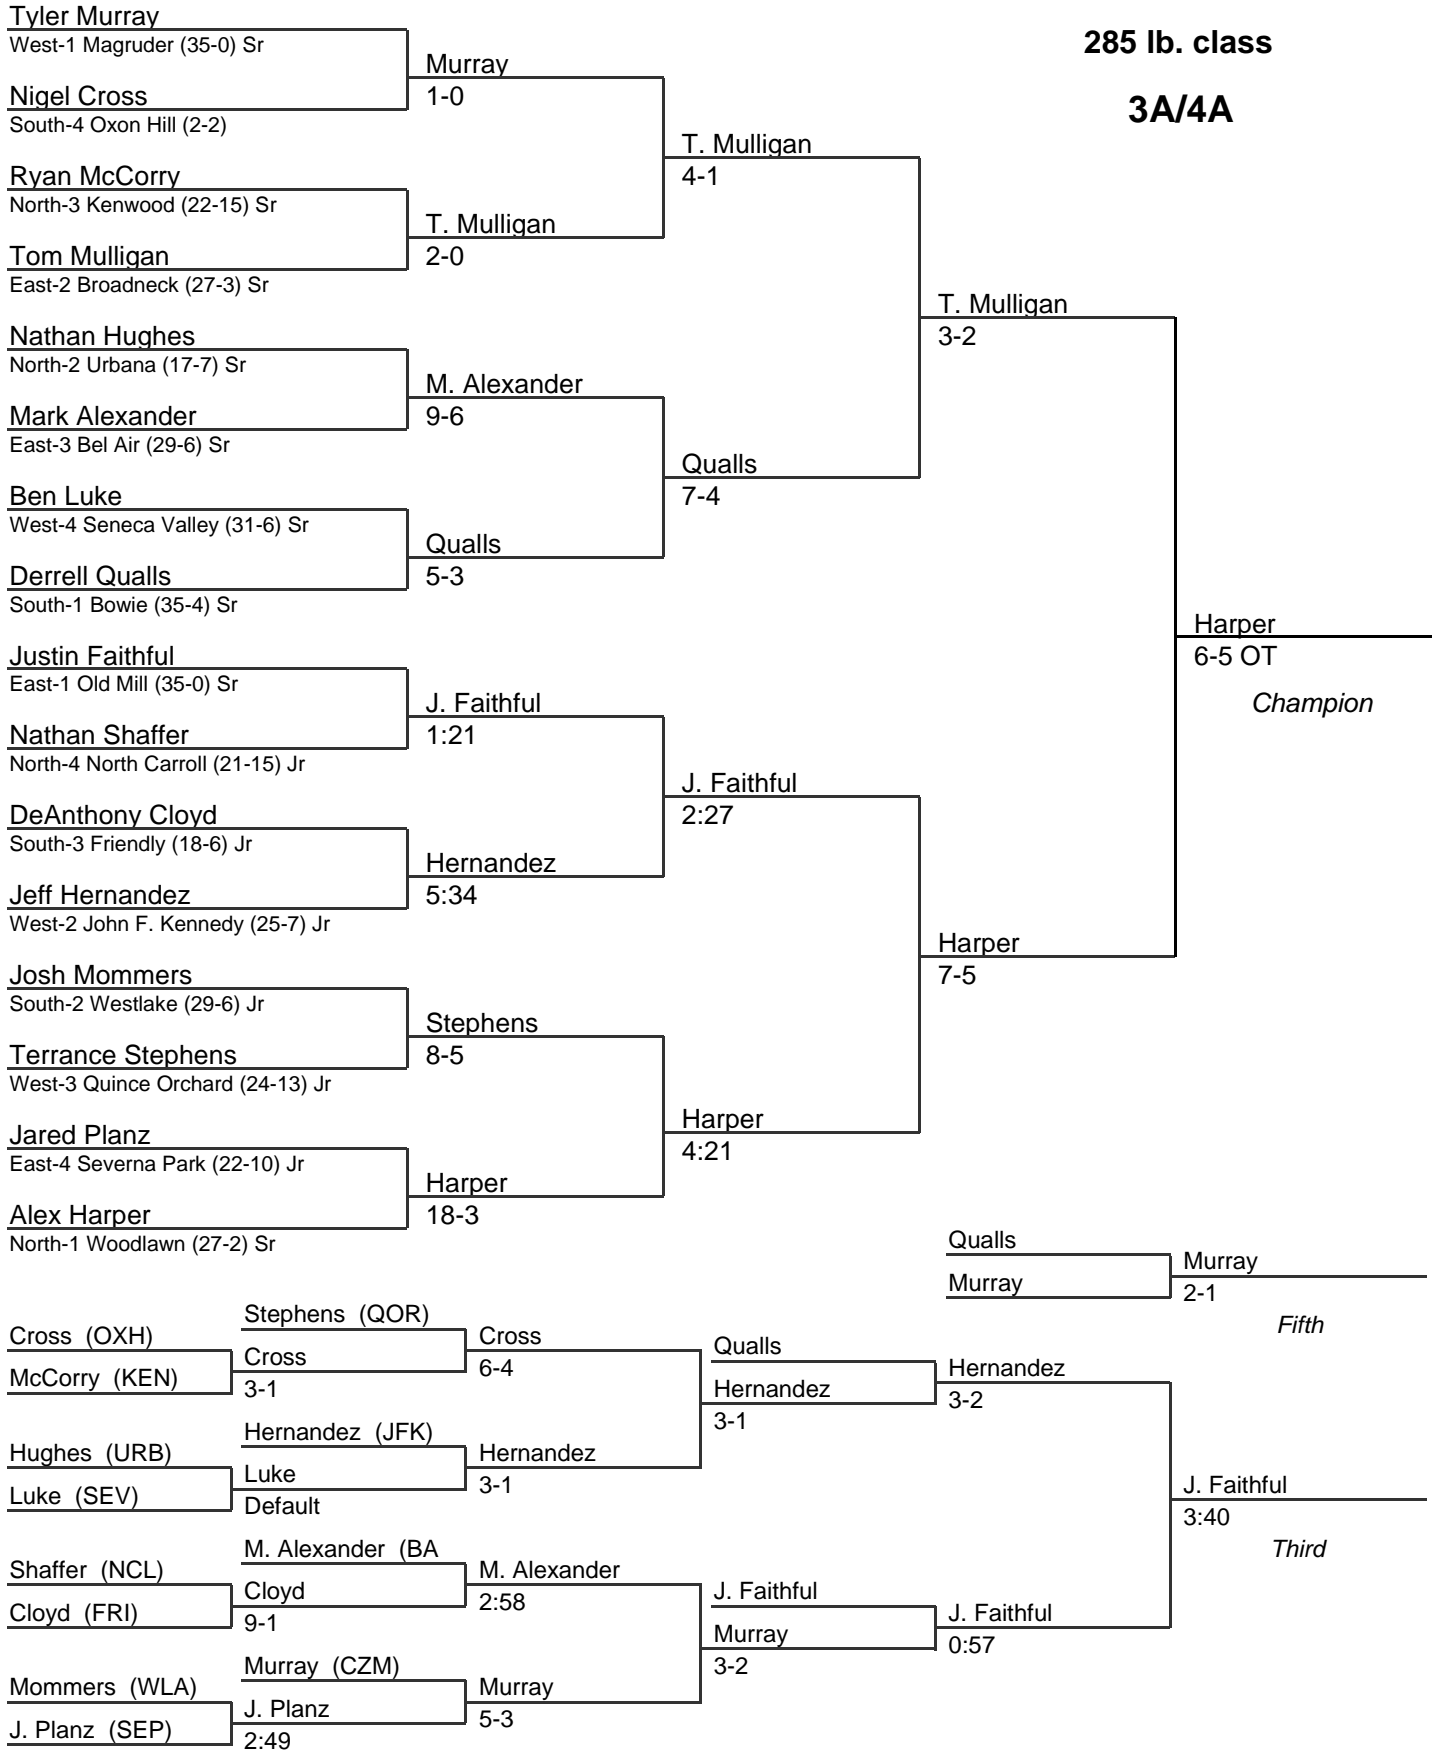 285 lb. class
3A/4A
Tyler Murray
West-1 Magruder (35-0) Sr
Murray
1-0
Nigel Cross
South-4 Oxon Hill (2-2)
T. Mulligan
4-1
Ryan McCorry
North-3 Kenwood (22-15) Sr
T. Mulligan
2-0
Tom Mulligan
East-2 Broadneck (27-3) Sr
T. Mulligan
3-2
Nathan Hughes
North-2 Urbana (17-7) Sr
M. Alexander
9-6
Mark Alexander
East-3 Bel Air (29-6) Sr
Qualls
7-4
Ben Luke
West-4 Seneca Valley (31-6) Sr
Qualls
5-3
Derrell Qualls
South-1 Bowie (35-4) Sr
Harper
6-5 OT
Champion
Justin Faithful
East-1 Old Mill (35-0) Sr
J. Faithful
1:21
Nathan Shaffer
North-4 North Carroll (21-15) Jr
J. Faithful
2:27
DeAnthony Cloyd
South-3 Friendly (18-6) Jr
Hernandez
5:34
Jeff Hernandez
West-2 John F. Kennedy (25-7) Jr
Harper
7-5
Josh Mommers
South-2 Westlake (29-6) Jr
Stephens
8-5
Terrance Stephens
West-3 Quince Orchard (24-13) Jr
Harper
4:21
Jared Planz
East-4 Severna Park (22-10) Jr
Harper
18-3
Alex Harper
North-1 Woodlawn (27-2) Sr
Qualls
Murray
Murray
2-1
Fifth
Stephens (QOR)
Cross (OXH)
McCorry (KEN)
Cross
3-1
Cross
6-4
Qualls
Hernandez
3-1
Hernandez
3-2
Hernandez (JFK)
Hughes (URB)
Luke (SEV)
Luke
Default
Hernandez
3-1
J. Faithful
3:40
Third
M. Alexander (BA
Shaffer (NCL)
Cloyd (FRI)
Cloyd
9-1
M. Alexander
2:58
J. Faithful
Murray
3-2
J. Faithful
0:57
Murray (CZM)
Mommers (WLA)
J. Planz (SEP)
J. Planz
2:49
Murray
5-3